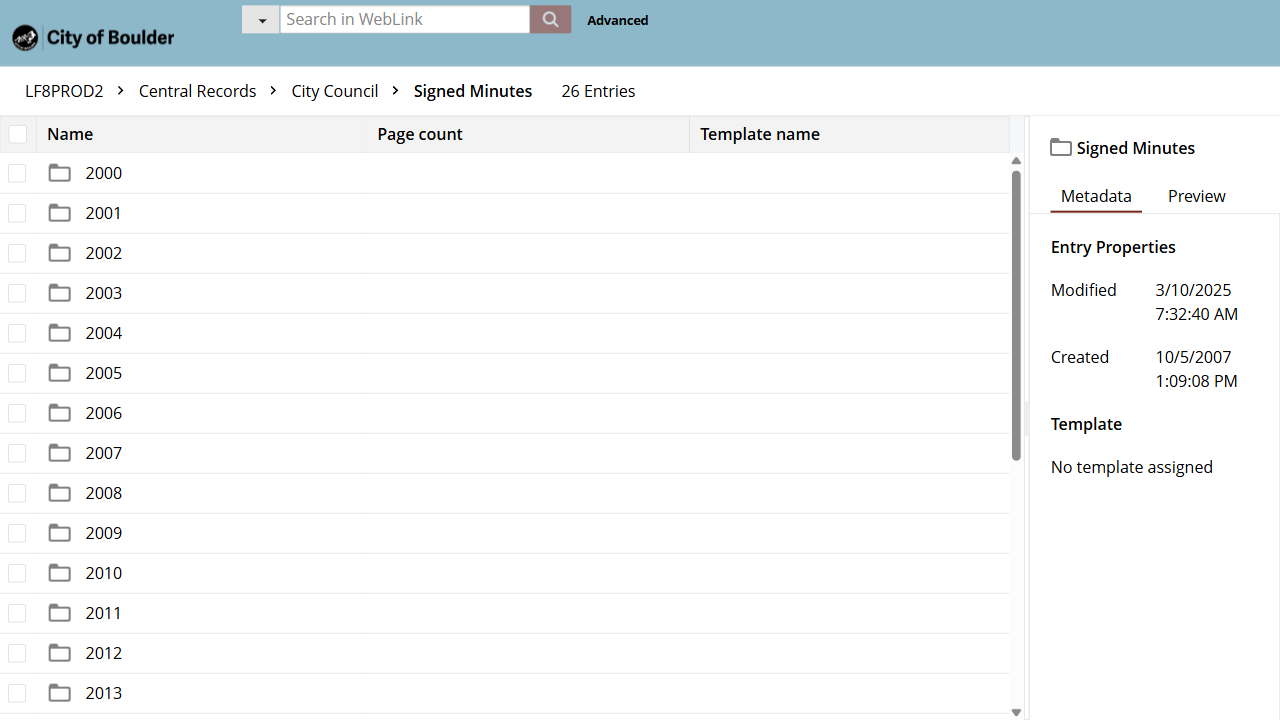 City of Boulder
Search in WebLink
Advanced
LF8PROD2 > Central Records > City Council > Signed Minutes 26 Entries
Name Page count Template name
2000
2001
2002
2003
2004
2005
2006
2007
2008
2009
2010
2011
2012
2013
Signed Minutes
Metadata Preview
Entry Properties
Modified 3/10/2025
7:32:40 AM
Created 10/5/2007
1:09:08 PM
Template
No template assigned